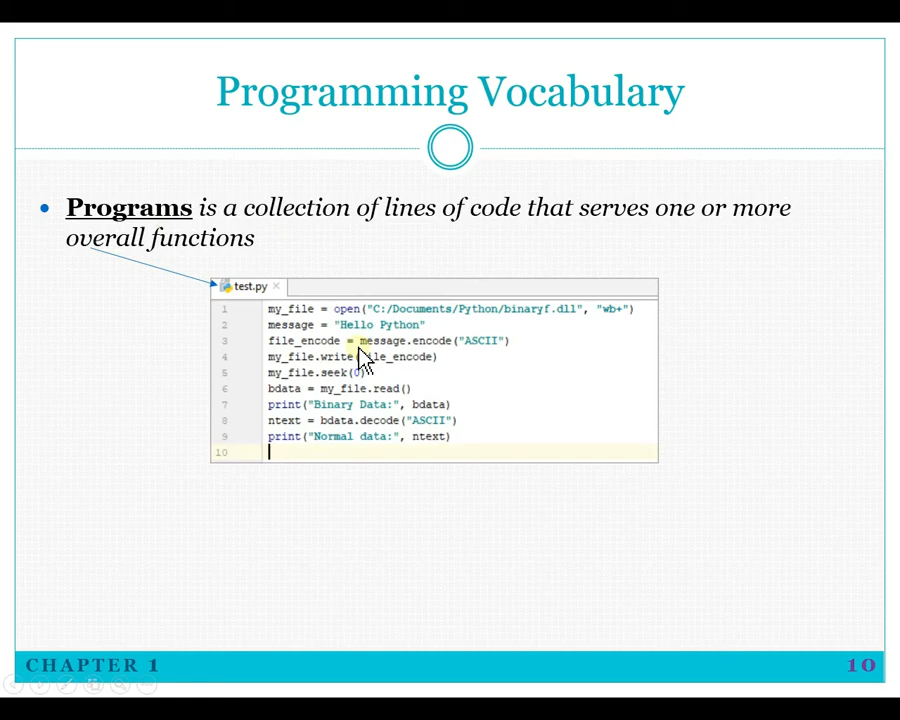 Programming Vocabulary
Programs is a collection of lines of code that serves one or more
overall functions
test.py
1 my_file = open("C:/Documents/Python/binaryf.dll", "wb+")
2 message = "Hello Python"
3 file_encode = message.encode("ASCII")
4 my_file.write(file_encode)
5 my_file.seek(0)
6 bdata = my_file.read()
7 print("Binary Data:", bdata)
8 ntext = bdata.decode("ASCII")
9 print("Normal data:", ntext)
10
CHAPTER 1
10